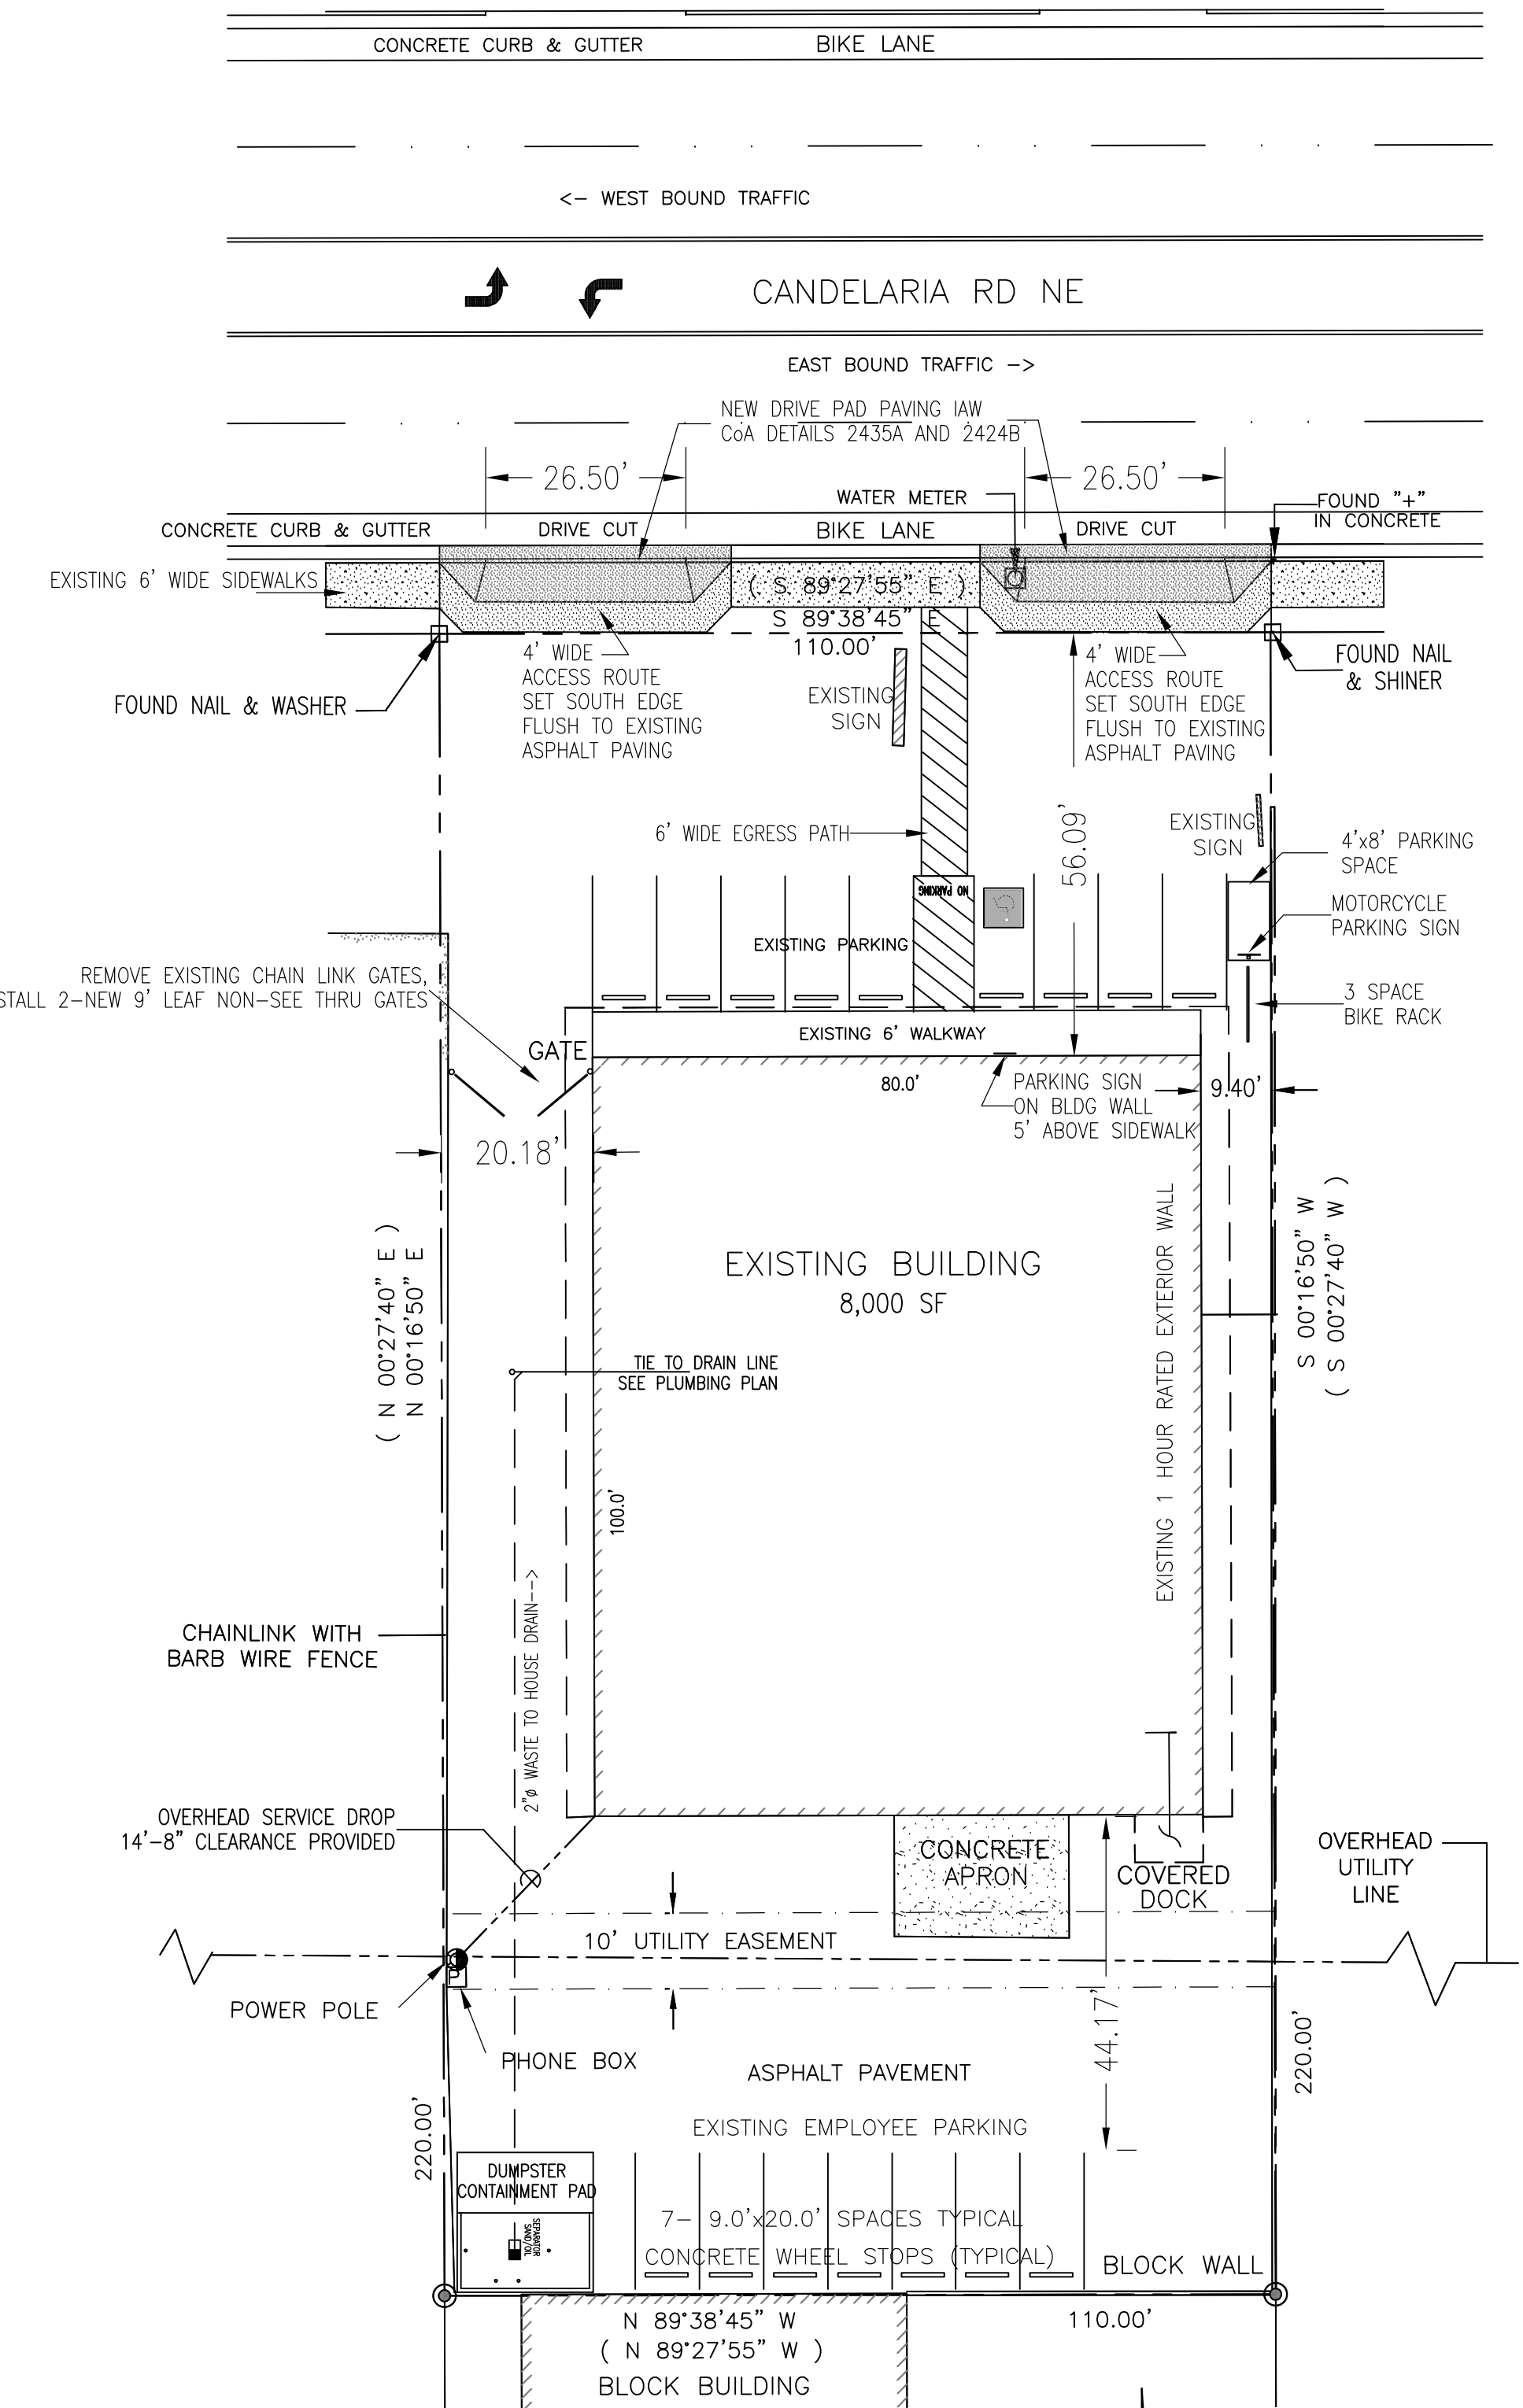 CONCRETE CURB & GUTTER
BIKE LANE
<- WEST BOUND TRAFFIC
CANDELARIA RD NE
EAST BOUND TRAFFIC ->
NEW DRIVE PAD PAVING IAW
CoA DETAILS 2435A AND 2424B
26.50'
26.50'
WATER METER
FOUND "+"
IN CONCRETE
CONCRETE CURB & GUTTER
DRIVE CUT
BIKE LANE
DRIVE CUT
EXISTING 6' WIDE SIDEWALKS
( S 89°27'55" E )
S 89°38'45" E
110.00'
4' WIDE
ACCESS ROUTE
SET SOUTH EDGE
FLUSH TO EXISTING
ASPHALT PAVING
4' WIDE
ACCESS ROUTE
SET SOUTH EDGE
FLUSH TO EXISTING
ASPHALT PAVING
FOUND NAIL
& SHINER
FOUND NAIL & WASHER
EXISTING
SIGN
6' WIDE EGRESS PATH
56.09'
EXISTING
SIGN
4'x8' PARKING
SPACE
NO PARKING
MOTORCYCLE
PARKING SIGN
EXISTING PARKING
REMOVE EXISTING CHAIN LINK GATES,
STALL 2-NEW 9' LEAF NON-SEE THRU GATES
3 SPACE
BIKE RACK
EXISTING 6' WALKWAY
GATE
80.0'
PARKING SIGN
ON BLDG WALL
5' ABOVE SIDEWALK
9.40'
20.18'
( N 00°27'40" E )
N 00°16'50" E
EXISTING BUILDING
8,000 SF
EXISTING 1 HOUR RATED EXTERIOR WALL
S 00°16'50" W
( S 00°27'40" W )
TIE TO DRAIN LINE
SEE PLUMBING PLAN
100.0'
2"ø WASTE TO HOUSE DRAIN-->
CHAINLINK WITH
BARB WIRE FENCE
OVERHEAD SERVICE DROP
14'-8" CLEARANCE PROVIDED
CONCRETE
APRON
COVERED
DOCK
OVERHEAD
UTILITY
LINE
10' UTILITY EASEMENT
P
POWER POLE
PHONE BOX
44.17'
220.00'
ASPHALT PAVEMENT
EXISTING EMPLOYEE PARKING
220.00'
DUMPSTER
CONTAINMENT PAD
SAND/OIL
SEPARATOR
7- 9.0'x20.0' SPACES TYPICAL
CONCRETE WHEEL STOPS (TYPICAL)
BLOCK WALL
N 89°38'45" W
( N 89°27'55" W )
110.00'
BLOCK BUILDING